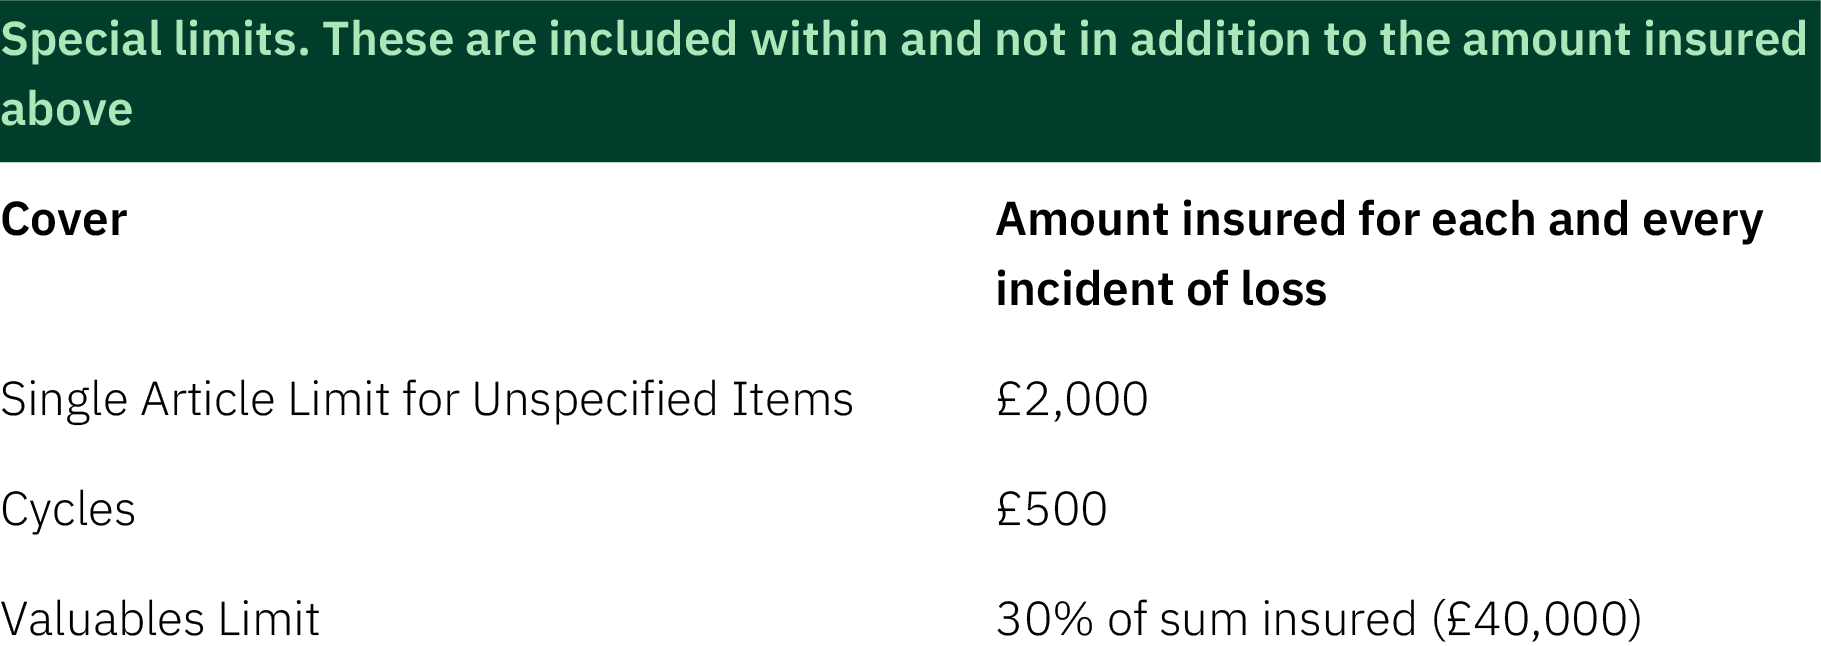 Special limits. These are included within and not in addition to the amount insured
above
Cover
Amount insured for each and every
incident of loss
Single Article Limit for Unspecified Items £2,000
Cycles £500
Valuables Limit 30% of sum insured (£40,000)